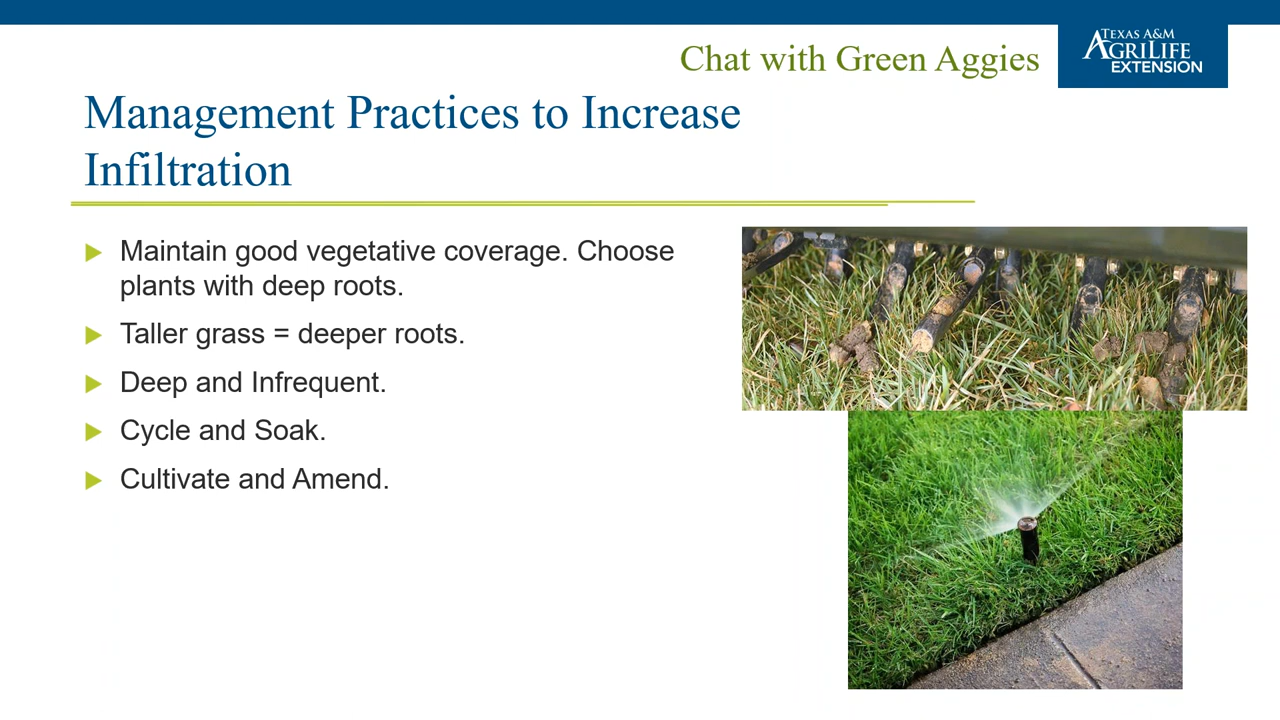 Chat with Green Aggies
TEXAS A&M
AGRILIFE
EXTENSION
Management Practices to Increase
Infiltration
Maintain good vegetative coverage. Choose
plants with deep roots.
Taller grass = deeper roots.
Deep and Infrequent.
Cycle and Soak.
Cultivate and Amend.